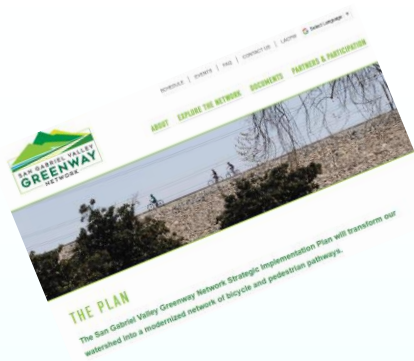 SCHEDULE | EVENTS | FAQ | CONTACT US | LACPW Select Language
ABOUT EXPLORE THE NETWORK DOCUMENTS PARTNERS & PARTICIPATION
SAN GABRIEL VALLEY
GREENWAY
NETWORK
THE PLAN
The San Gabriel Valley Greenway Network Strategic Implementation Plan will transform our
watershed into a modernized network of bicycle and pedestrian pathways.